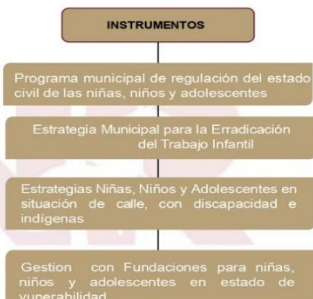 INSTRUMENTOS
Programa municipal de regulación del estado
civil de las niñas, niños y adolescentes
Estrategia Municipal para la Erradicación
del Trabajo Infantil
Estrategias Niñas, Niños y Adolescentes en
situación de calle, con discapacidad e
indígenas
Gestion con Fundaciones para niñas,
niños y adolescentes en estado de
vunerabilidad